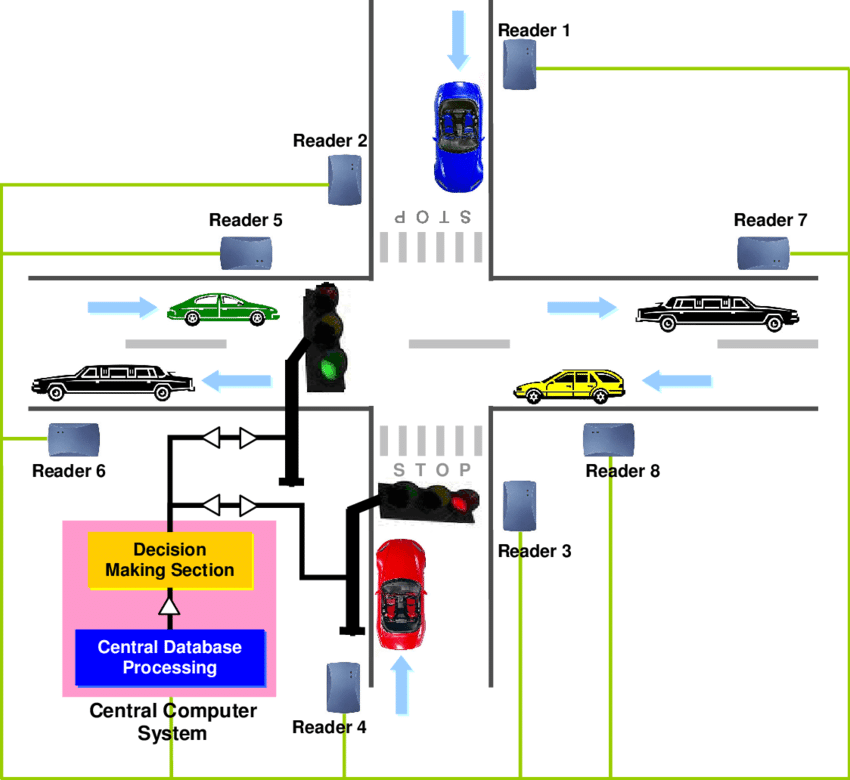 Reader 1
Reader 2
STOP
Reader 5
Reader 7
STOP
Reader 6
Reader 8
Decision
Making Section
Reader 3
Central Database
Processing
Central Computer
System
Reader 4